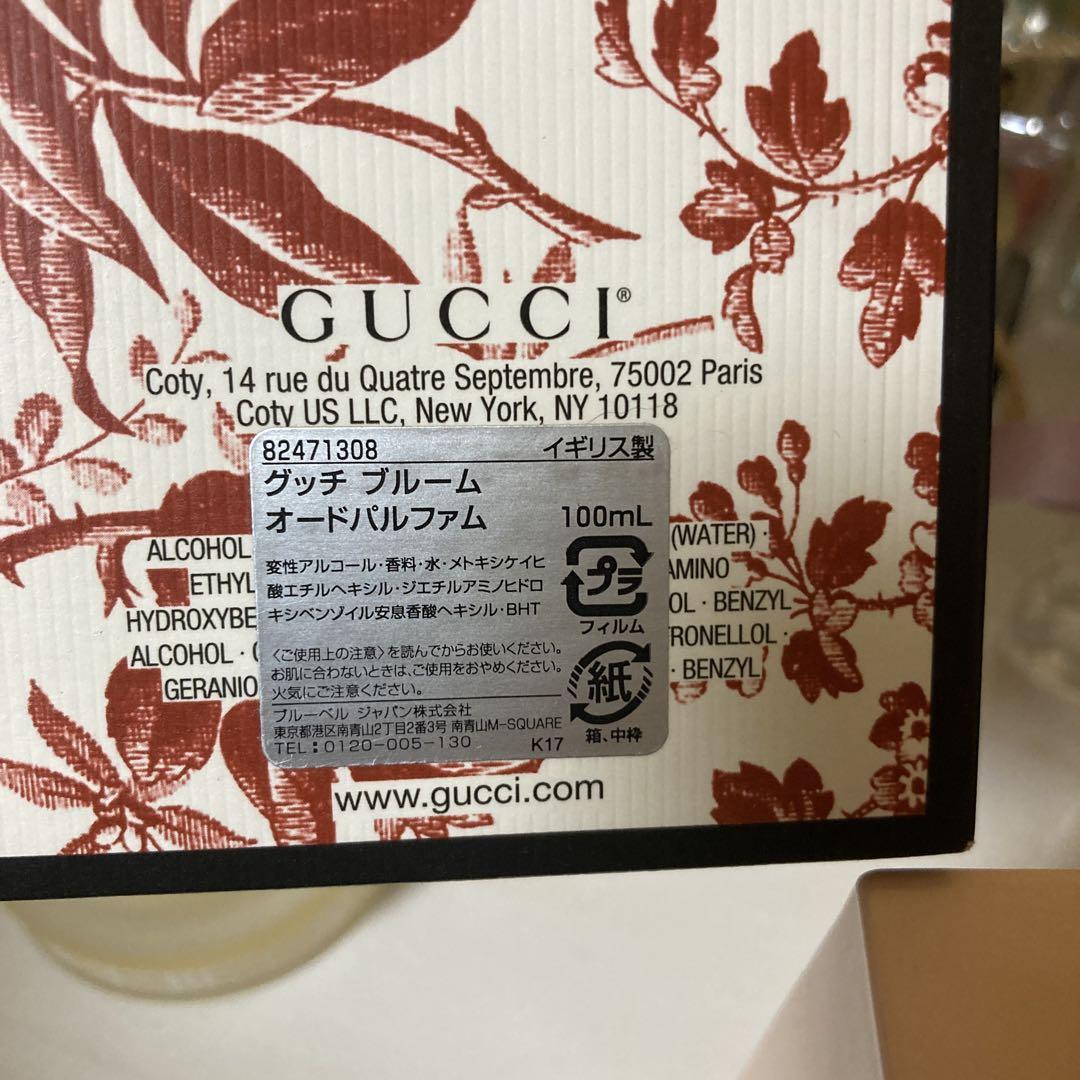 GUCCI®
Coty, 14 rue du Quatre Septembre, 75002 Paris
Coty US LLC, New York, NY 10118
82471308 イギリス製
グッチ ブルーム
オードパルファム 100mL
変性アルコール・香料・水・メトキシケイヒ
酸エチルヘキシル・ジエチルアミノヒドロ
キシベンゾイル安息香酸ヘキシル・BHT
プラ
フィルム
〈ご使用上の注意〉を読んでからお使いください。
お肌に合わないときは、ご使用をおやめください。
火気にご注意ください。
紙
箱、中枠
ブルーベル ジャパン株式会社
東京都港区南青山2丁目2番3号 南青山M-SQUARE
TEL：0120-005-130 K17
ALCOHOL (WATER) ·
ETHYL AMINO
HYDROXYBE OL · BENZYL
ALCOHOL · RONELLOL ·
GERANIO · BENZYL
www.gucci.com